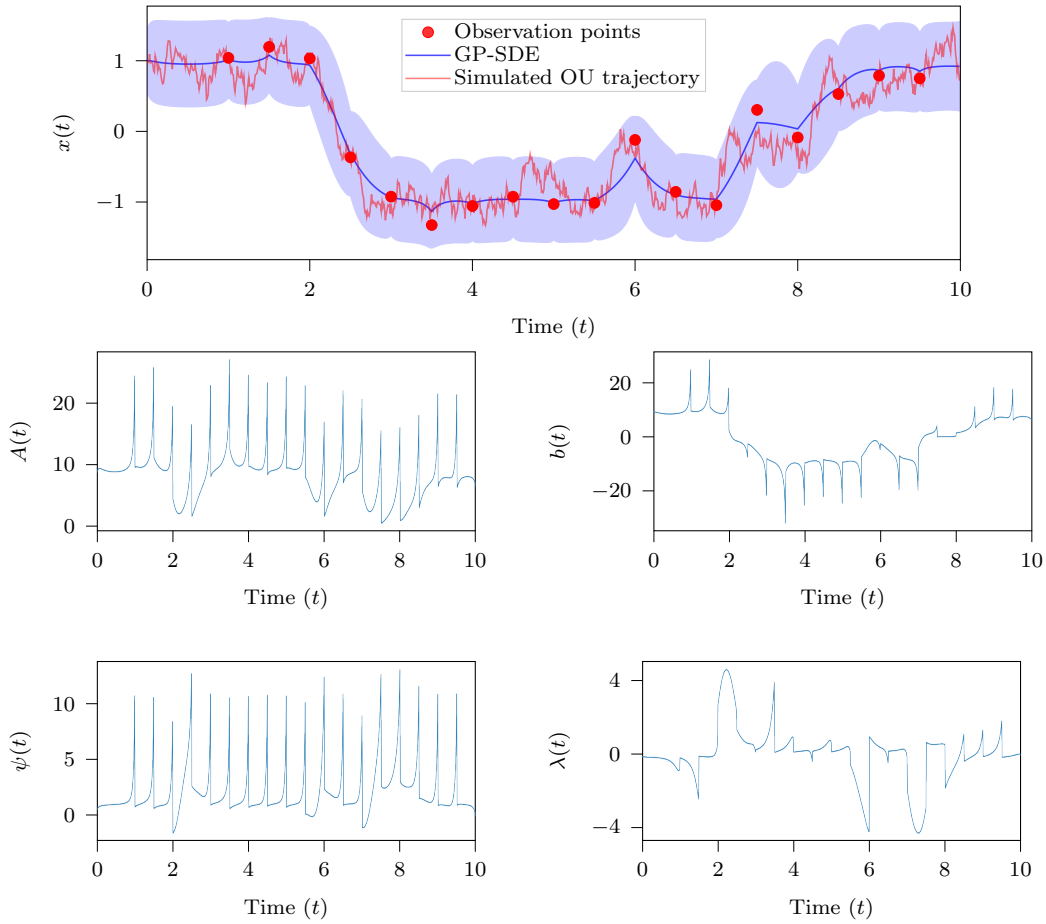 Observation points
GP-SDE
Simulated OU trajectory
x(t)
1
0
−1
0 2 4 6 8 10
Time (t)
A(t)
20
10
0
0 2 4 6 8 10
Time (t)
b(t)
20
0
−20
0 2 4 6 8 10
Time (t)
ψ(t)
10
5
0
0 2 4 6 8 10
Time (t)
λ(t)
4
0
−4
0 2 4 6 8 10
Time (t)